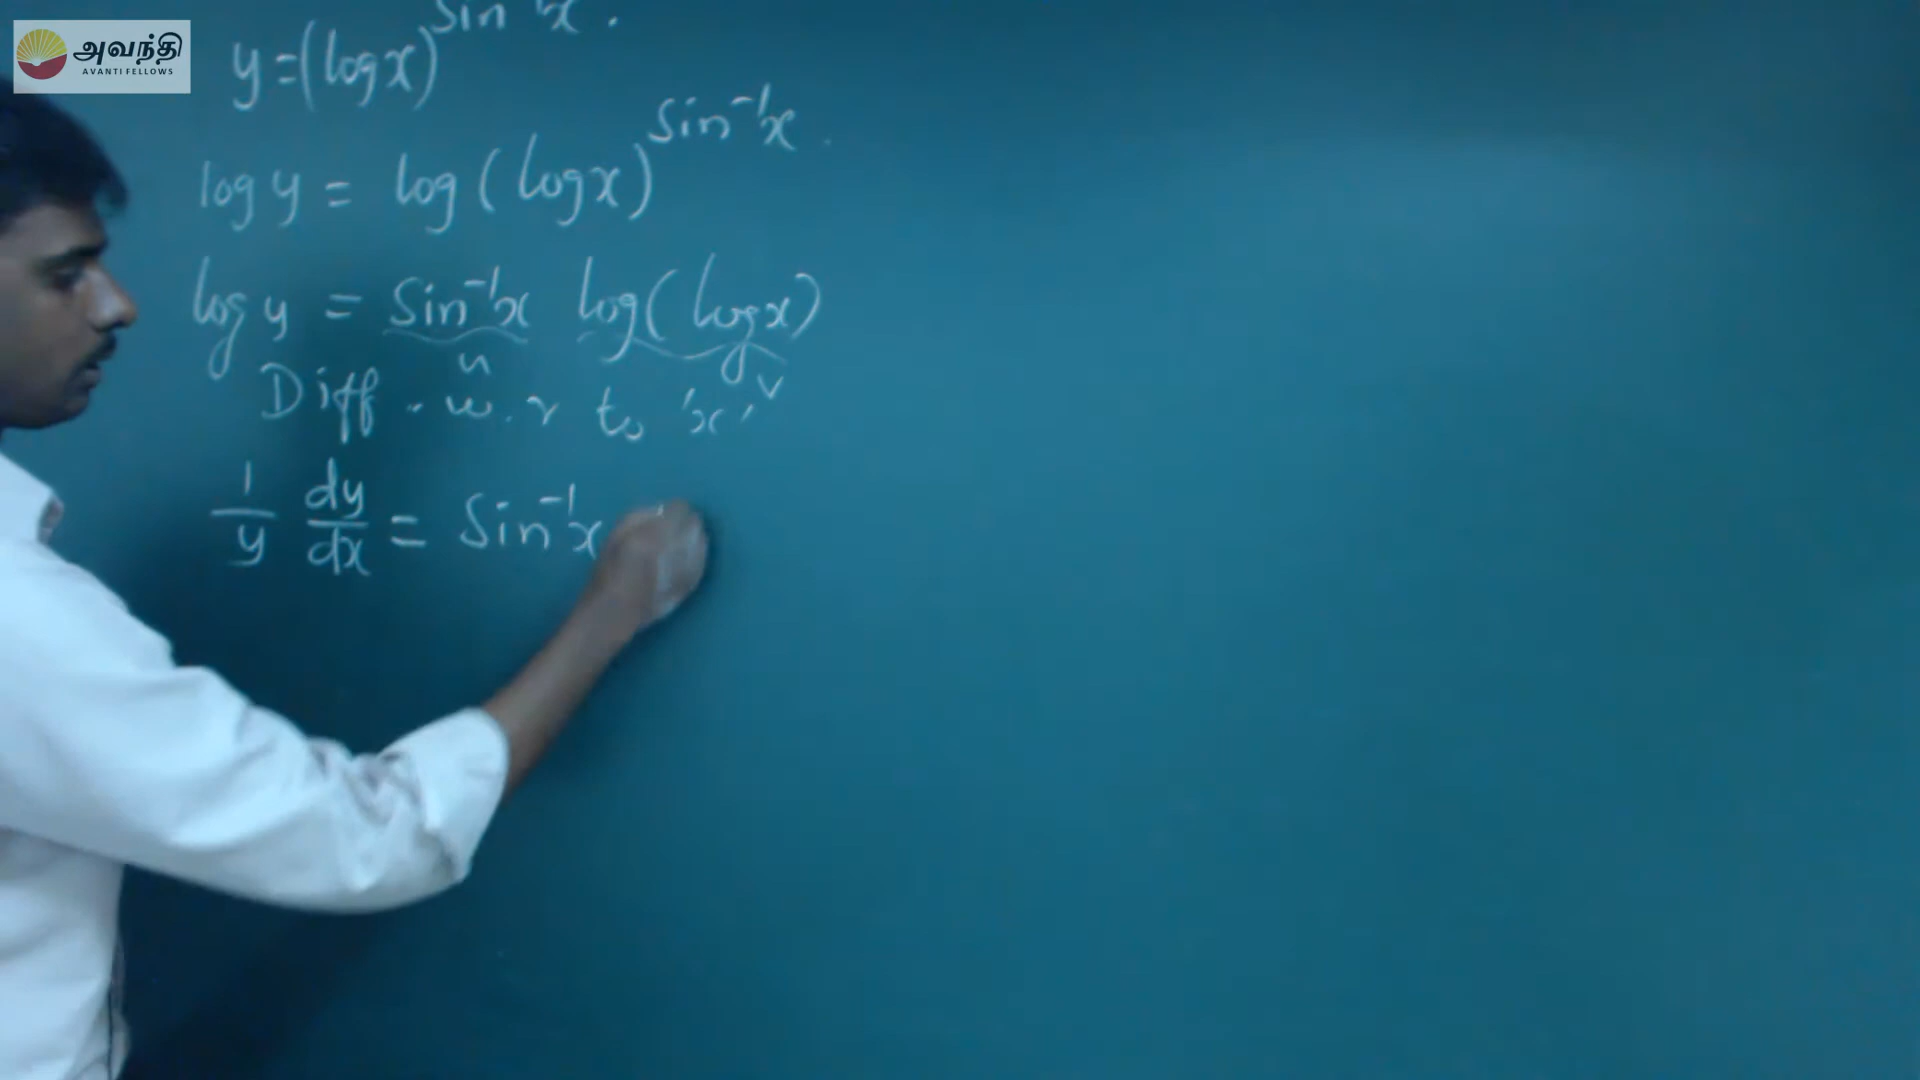 அவந்தி
AVANTI FELLOWS
y=(log x)^sin⁻¹x.
log y = log (log x)^sin⁻¹x.
log y = Sin⁻¹x log(log x)
u v
Diff. w.r to 'x'
1/y dy/dx = Sin⁻¹x